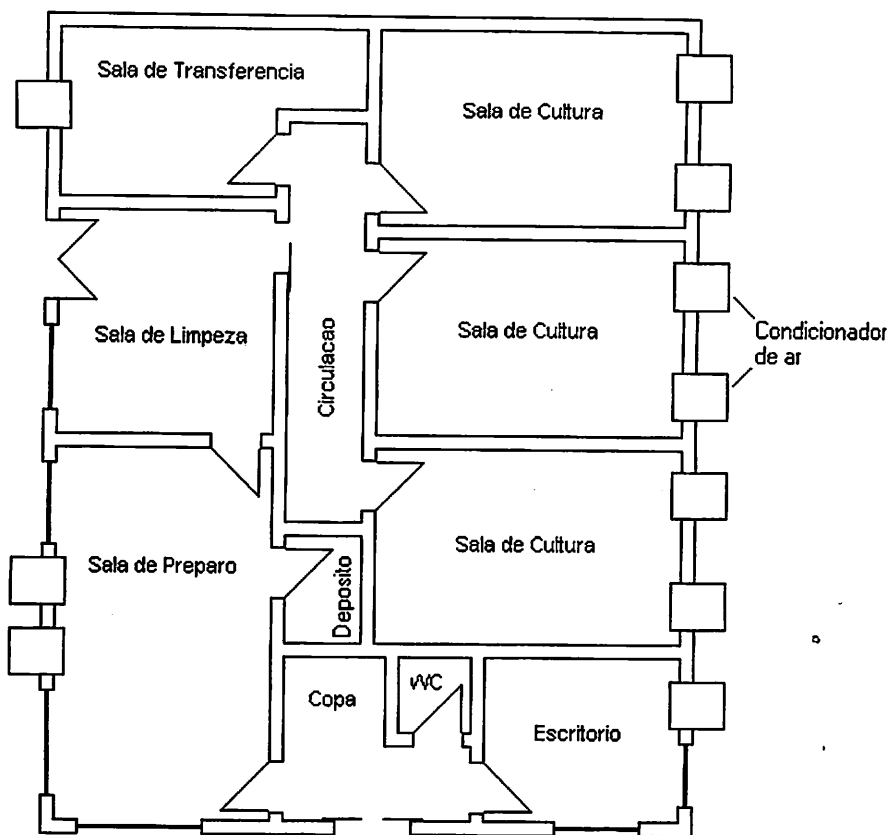 Sala de Transferencia
Sala de Cultura
Sala de Limpeza
Circulacao
Sala de Cultura
Condicionador
de ar
Sala de Preparo
Deposito
Sala de Cultura
Copa
WC
Escritorio